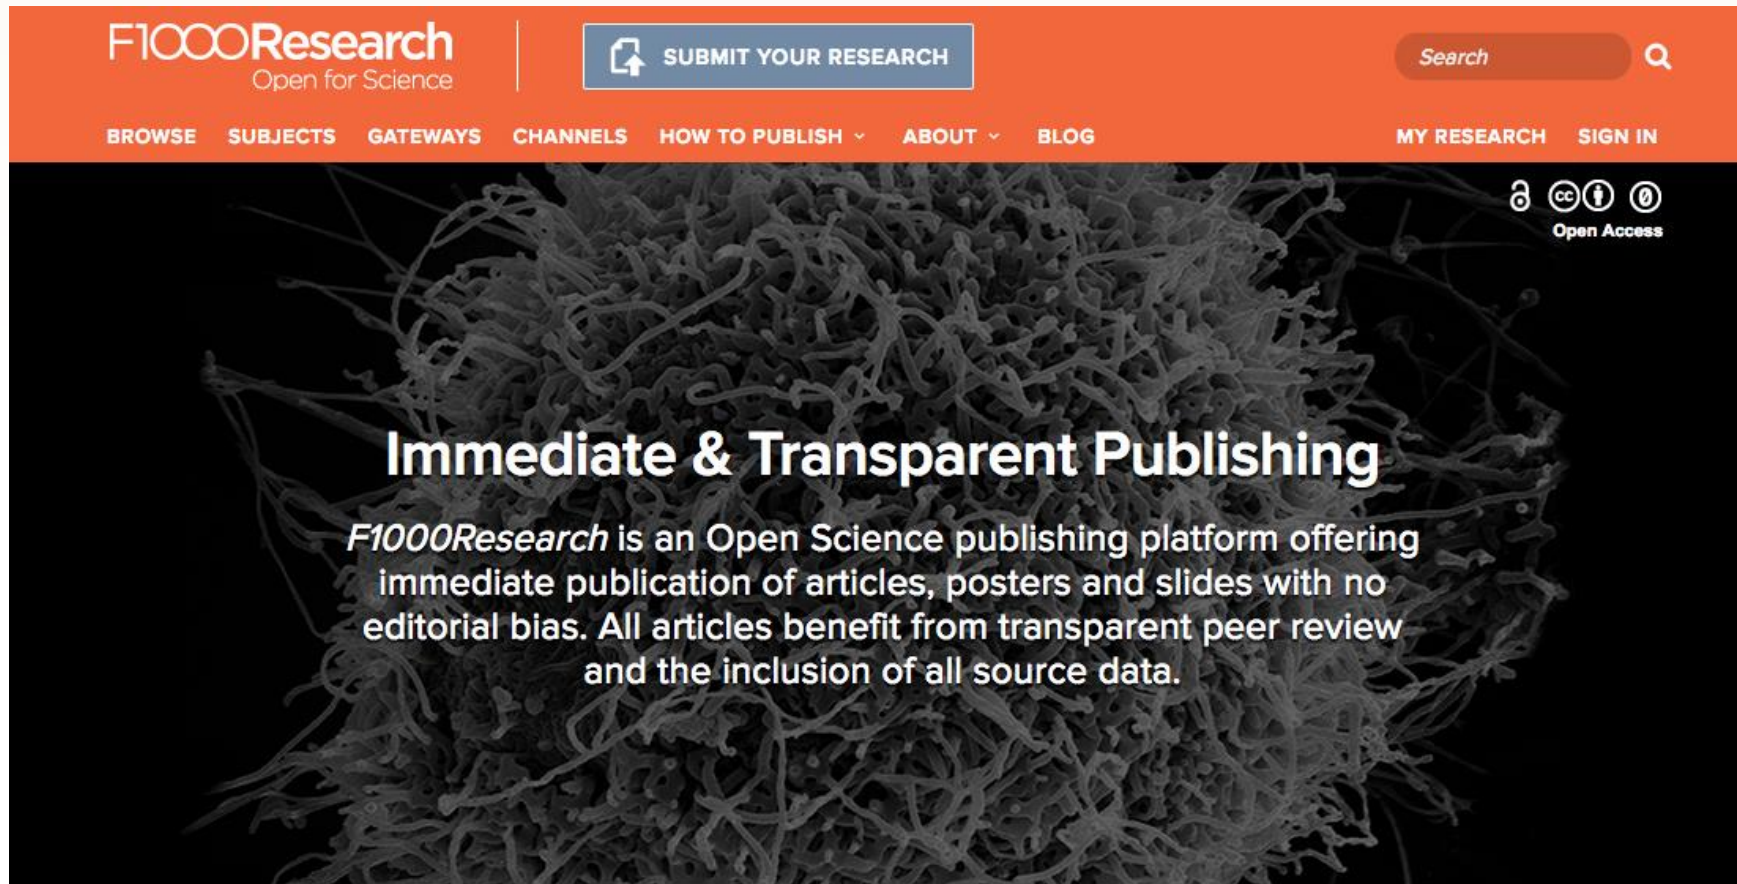 F1000Research
Open for Science
SUBMIT YOUR RESEARCH
Search
BROWSE SUBJECTS GATEWAYS CHANNELS HOW TO PUBLISH ABOUT BLOG MY RESEARCH SIGN IN
cc 0
Open Access
Immediate & Transparent Publishing
F1000Research is an Open Science publishing platform offering
immediate publication of articles, posters and slides with no
editorial bias. All articles benefit from transparent peer review
and the inclusion of all source data.